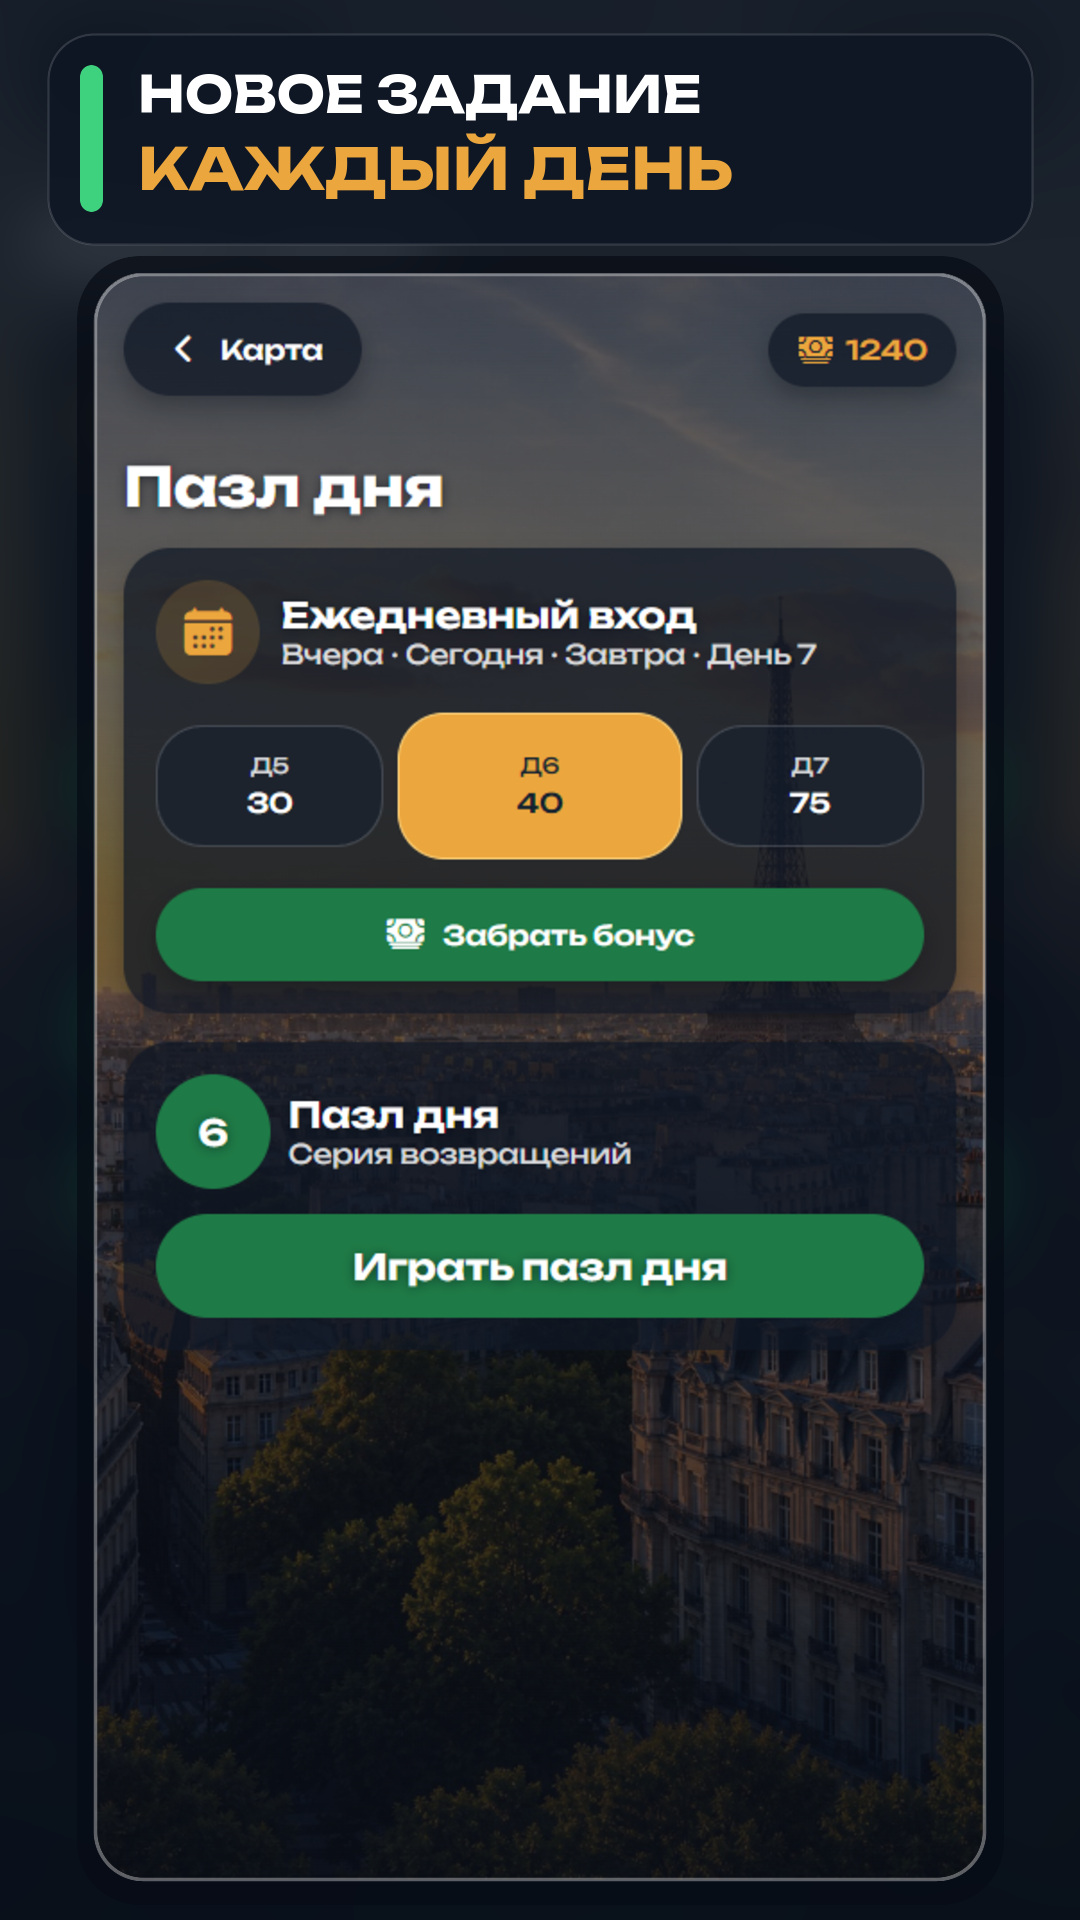 НОВОЕ ЗАДАНИЕ
КАЖДЫЙ ДЕНЬ
Карта
1240
Пазл дня
Ежедневный вход
Вчера · Сегодня · Завтра · День 7
Д5
30
Д6
40
Д7
75
Забрать бонус
6
Пазл дня
Серия возвращений
Играть пазл дня